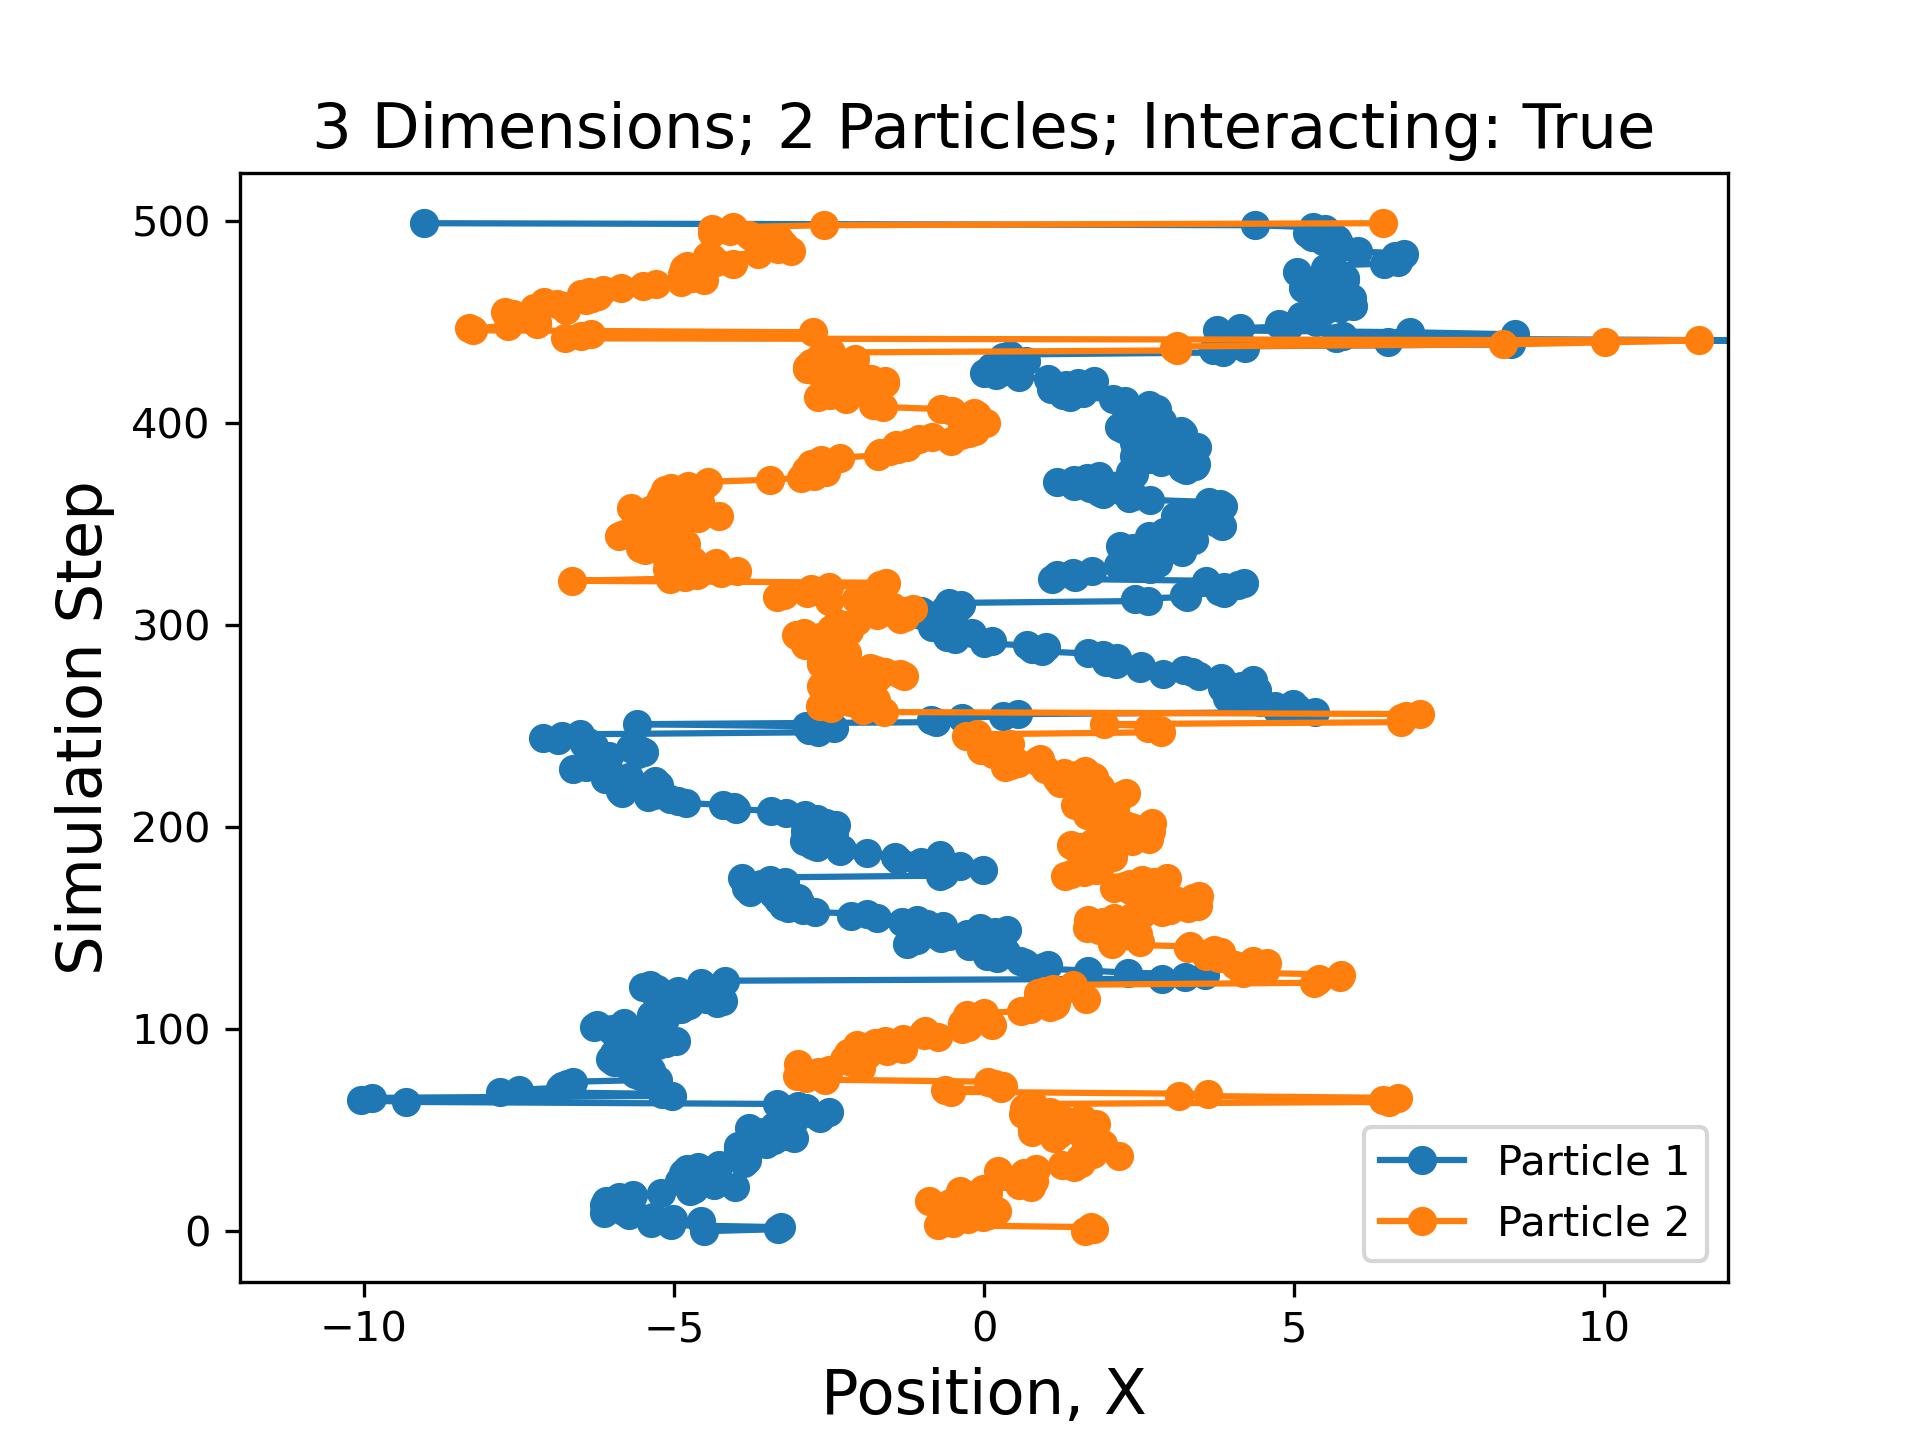 3 Dimensions; 2 Particles; Interacting: True
Simulation Step
500
400
300
200
100
0
−10
−5
0
5
10
Position, X
Particle 1
Particle 2